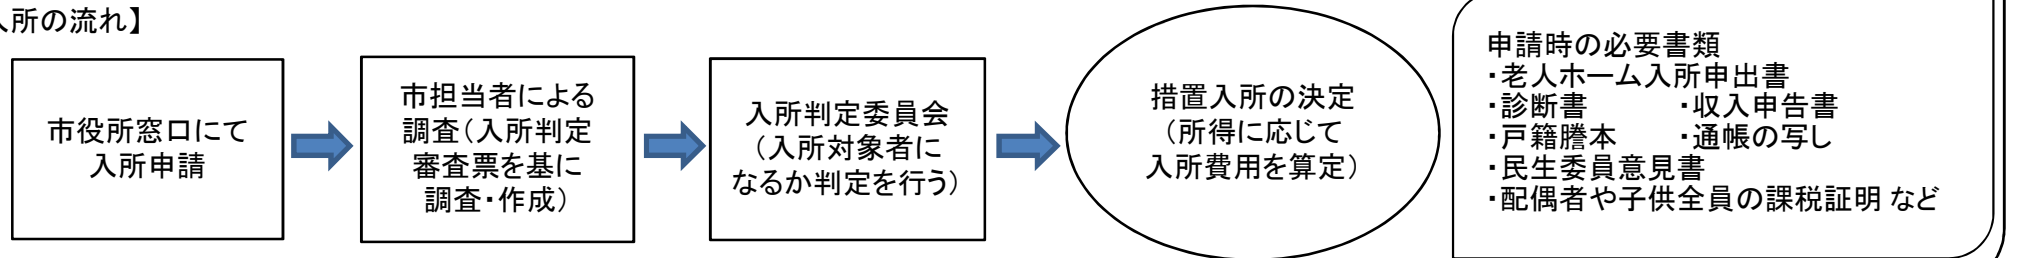 入所の流れ】
市役所窓口にて
入所申請
市担当者による
調査(入所判定
審査票を基に
調査・作成)
入所判定委員会
(入所対象者に
なるか判定を行う)
措置入所の決定
(所得に応じて
入所費用を算定)
申請時の必要書類
・老人ホーム入所申出書
・診断書　　　・収入申告書
・戸籍謄本　　・通帳の写し
・民生委員意見書
・配偶者や子供全員の課税証明 など